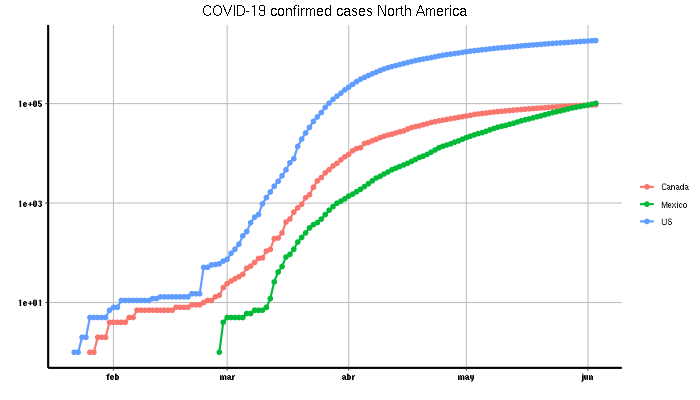 COVID-19 confirmed cases North America
1e+05
1e+03
1e+01
feb mar abr may jun
Canada
Mexico
US